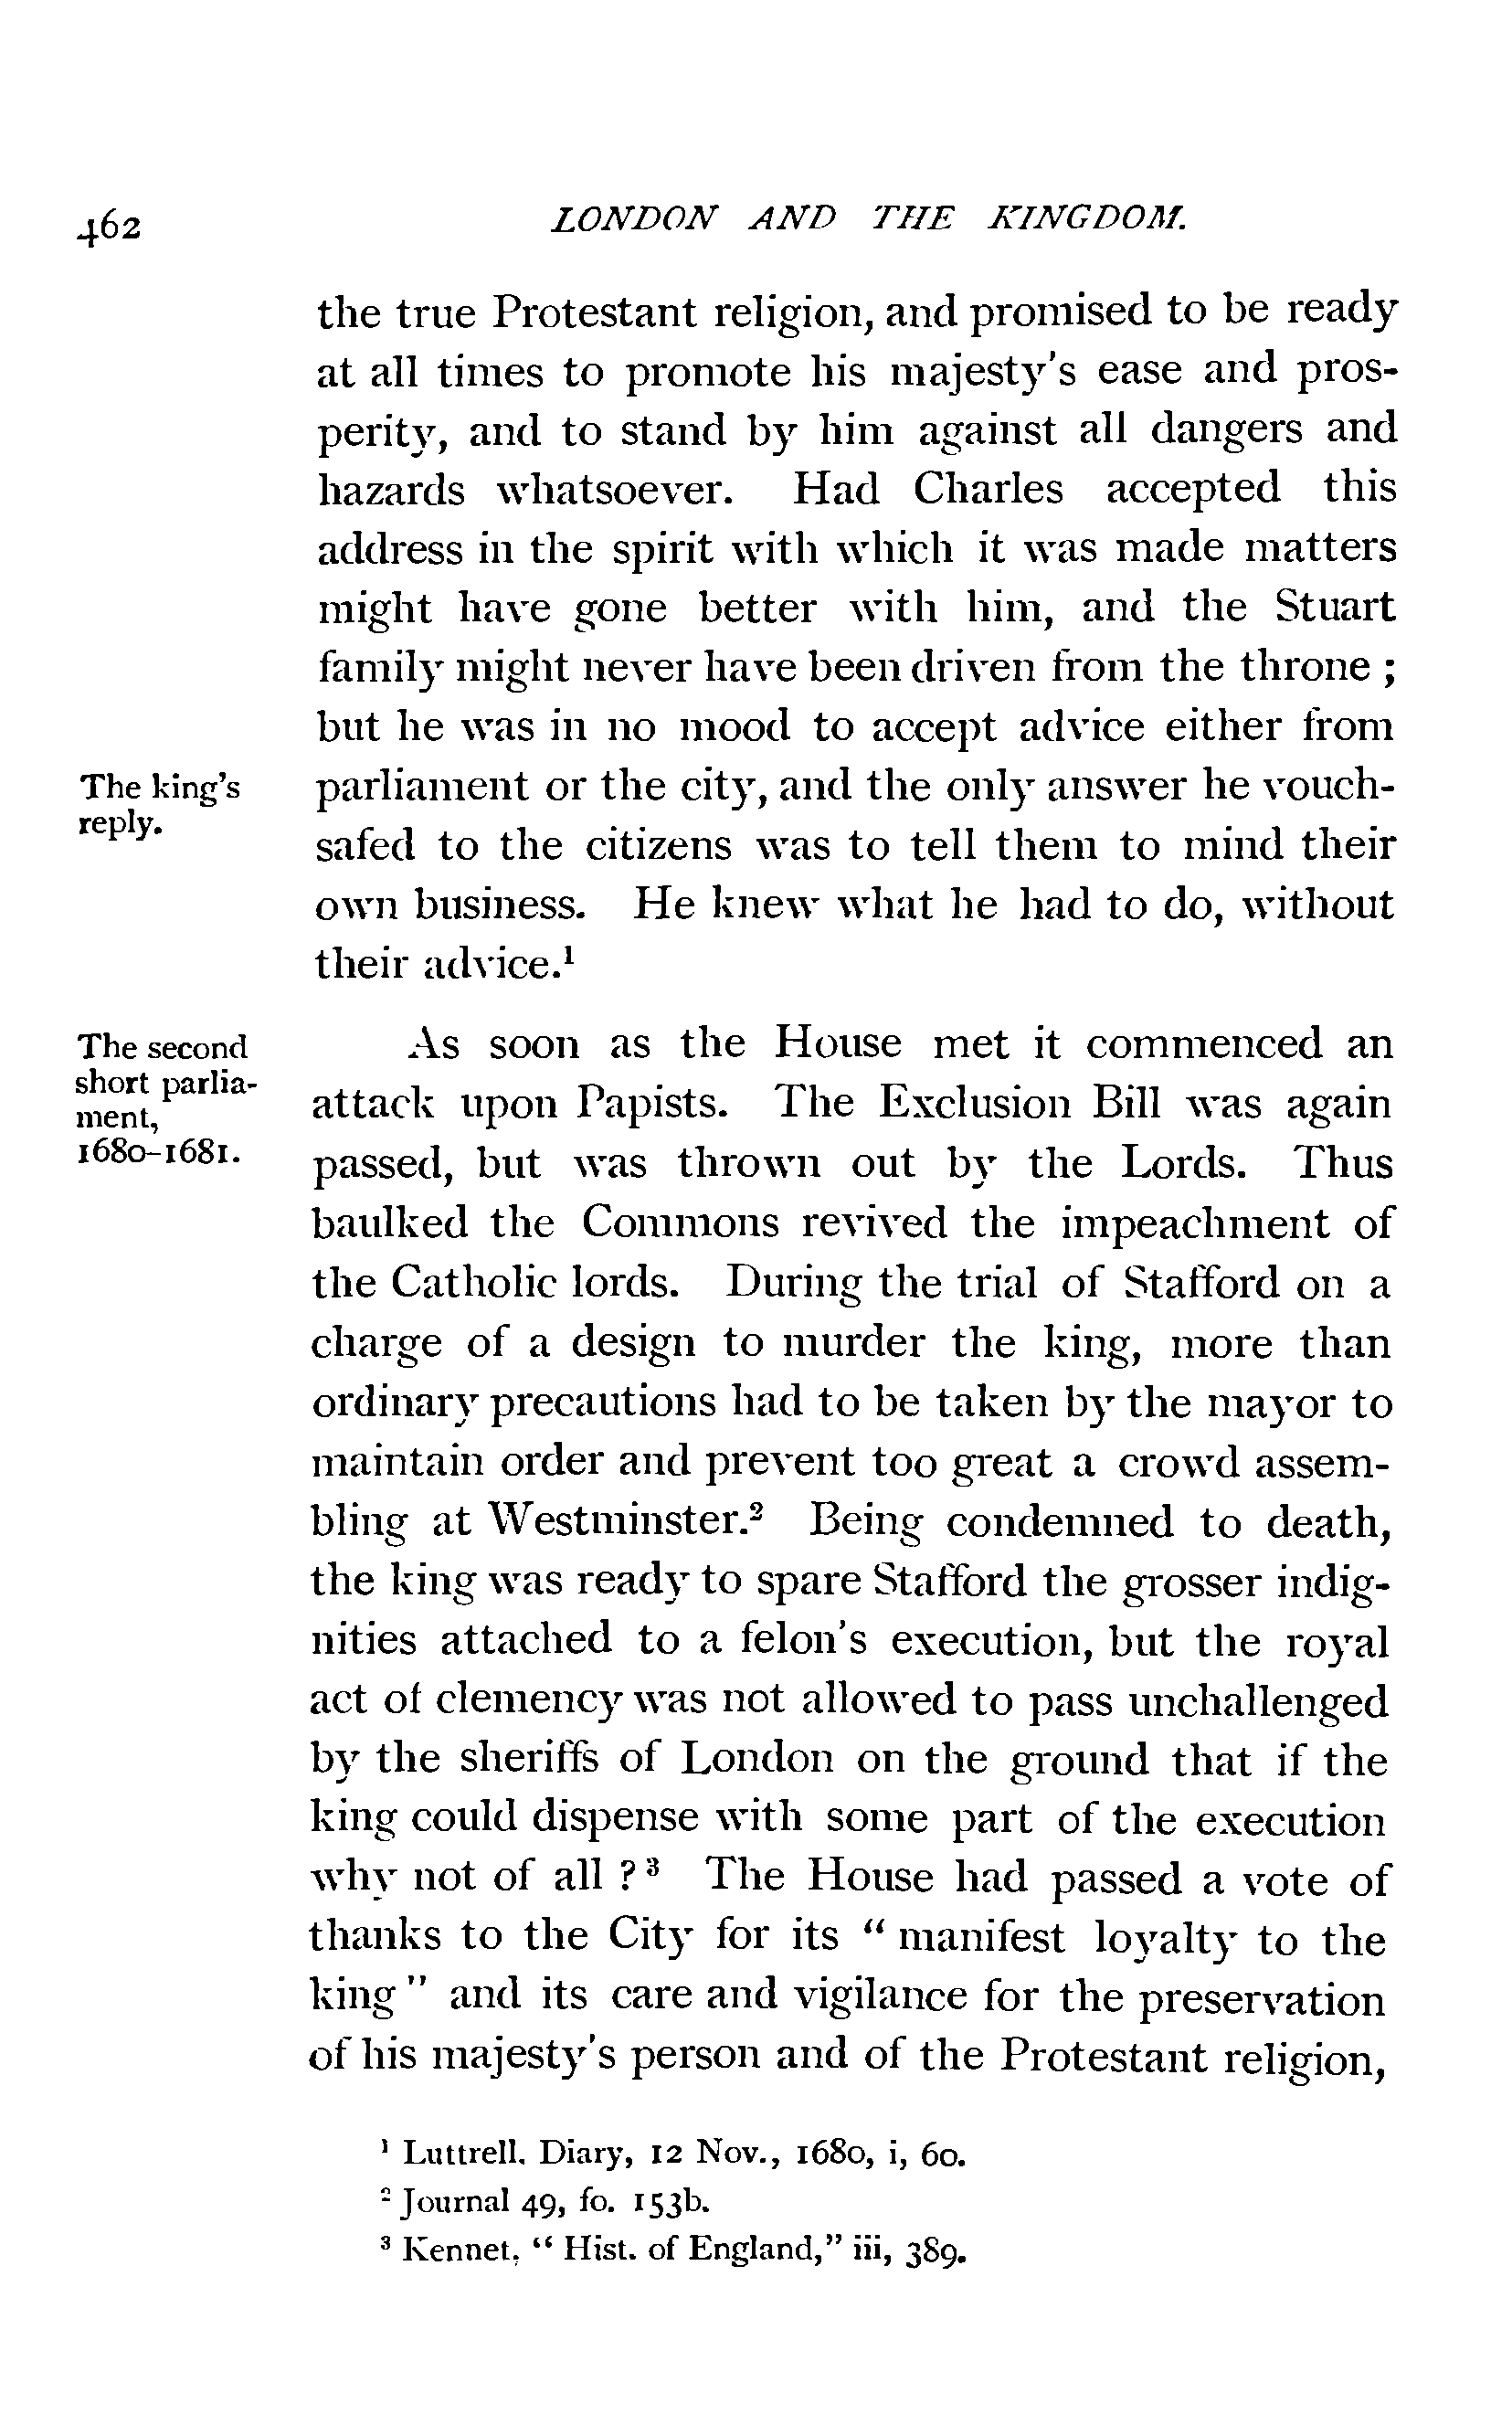 462 LONDON AND THE KINGDOM.
the true Protestant religion, and promised to be ready
at all times to promote his majesty's ease and pros-
perity, and to stand by him against all dangers and
hazards whatsoever. Had Charles accepted this
address in the spirit with which it was made matters
might have gone better with him, and the Stuart
family might never have been driven from the throne ;
but he was in no mood to accept advice either from
The king's
reply.
parliament or the city, and the only answer he vouch-
safed to the citizens was to tell them to mind their
own business. He knew what he had to do, without
their advice.¹
The second
short parlia-
ment,
1680-1681.
As soon as the House met it commenced an
attack upon Papists. The Exclusion Bill was again
passed, but was thrown out by the Lords. Thus
baulked the Commons revived the impeachment of
the Catholic lords. During the trial of Stafford on a
charge of a design to murder the king, more than
ordinary precautions had to be taken by the mayor to
maintain order and prevent too great a crowd assem-
bling at Westminster.² Being condemned to death,
the king was ready to spare Stafford the grosser indig-
nities attached to a felon's execution, but the royal
act of clemency was not allowed to pass unchallenged
by the sheriffs of London on the ground that if the
king could dispense with some part of the execution
why not of all ?³ The House had passed a vote of
thanks to the City for its " manifest loyalty to the
king " and its care and vigilance for the preservation
of his majesty's person and of the Protestant religion,
¹ Luttrell. Diary, 12 Nov., 1680, i, 60.
² Journal 49, fo. 153b.
³ Kennet, " Hist. of England," iii, 389.